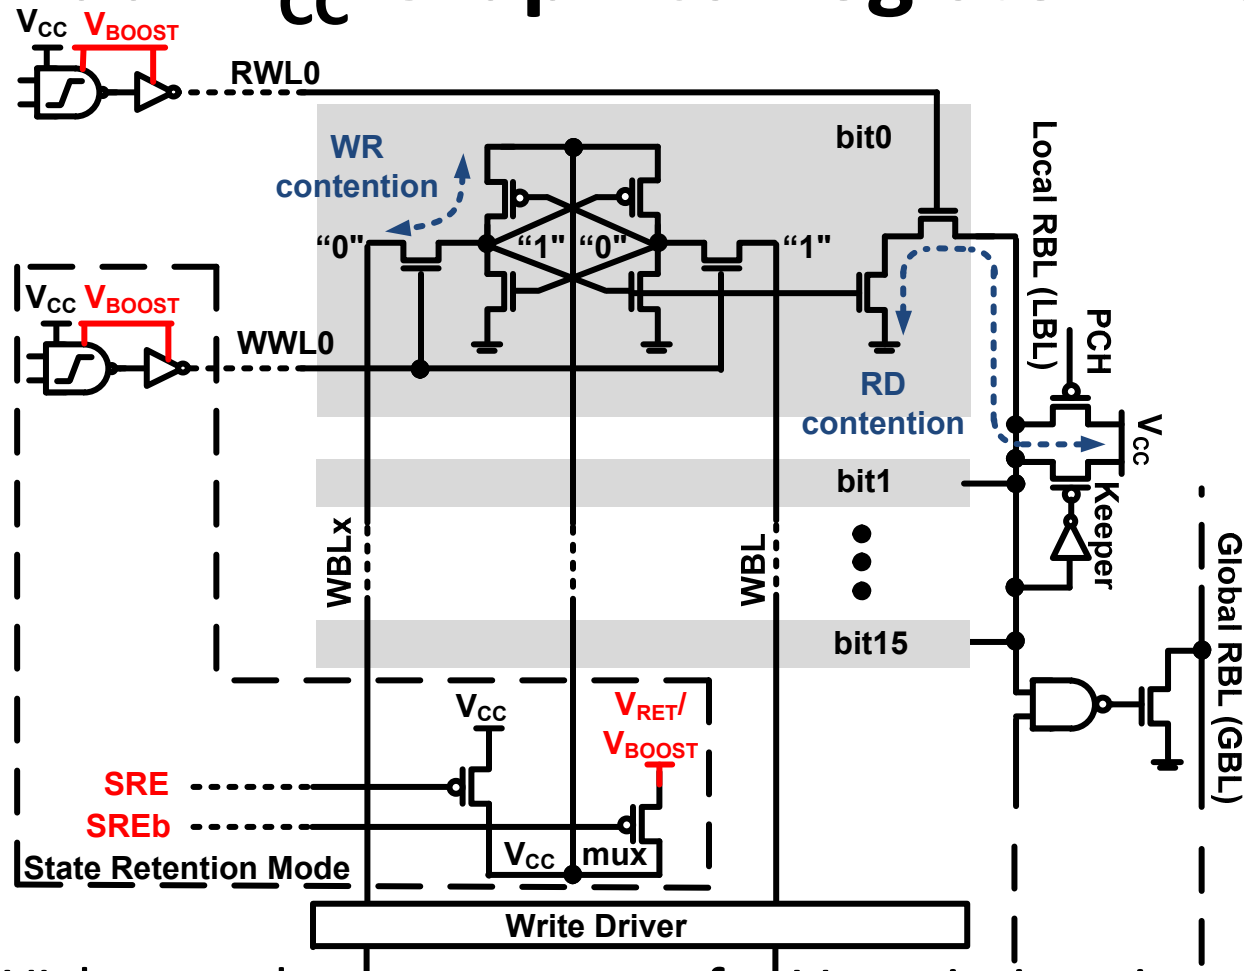 CC
VCC VBOOST
RWL0
bit0
WR
contention
"0" "1" "0" "1"
Local RBL (LBL)
VCC VBOOST
WWL0
PCH
RD
contention
VCC
bit1
Keeper
WBLx
WBL
Global RBL (GBL)
bit15
VCC
VRET/
VBOOST
SRE
SREb
VCC mux
State Retention Mode
Write Driver